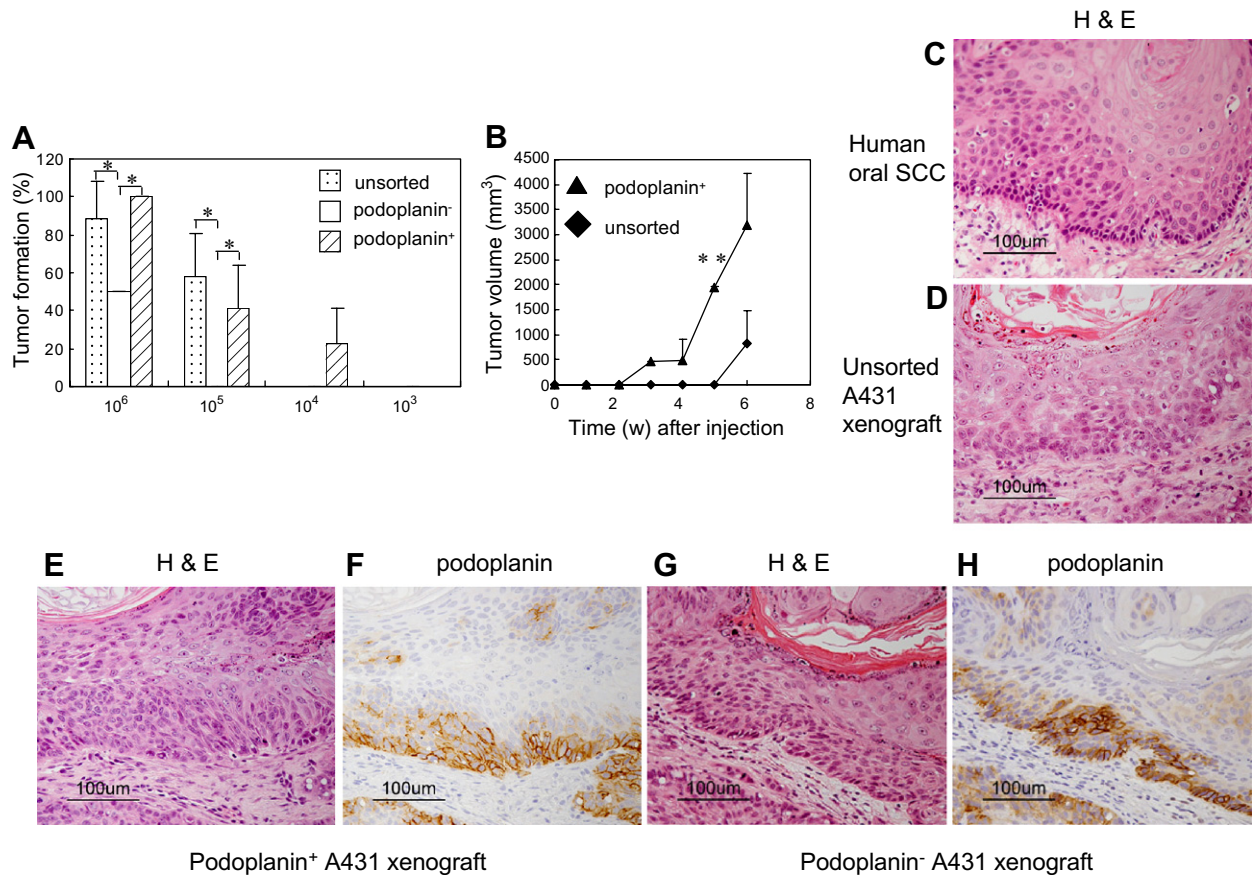 H & E
C
Human
oral SCC
100um
A
Tumor formation (%)
120
100
80
60
40
20
0
10⁶
10⁵
10⁴
10³
*
*
*
*
unsorted
podoplanin⁻
podoplanin⁺
B
Tumor volume (mm³)
4500
4000
3500
3000
2500
2000
1500
1000
500
0
0
2
4
6
8
Time (w) after injection
podoplanin⁺
unsorted
**
D
Unsorted
A431
xenograft
100um
E
H & E
100um
F
podoplanin
100um
G
H & E
100um
H
podoplanin
100um
Podoplanin⁺ A431 xenograft
Podoplanin⁻ A431 xenograft